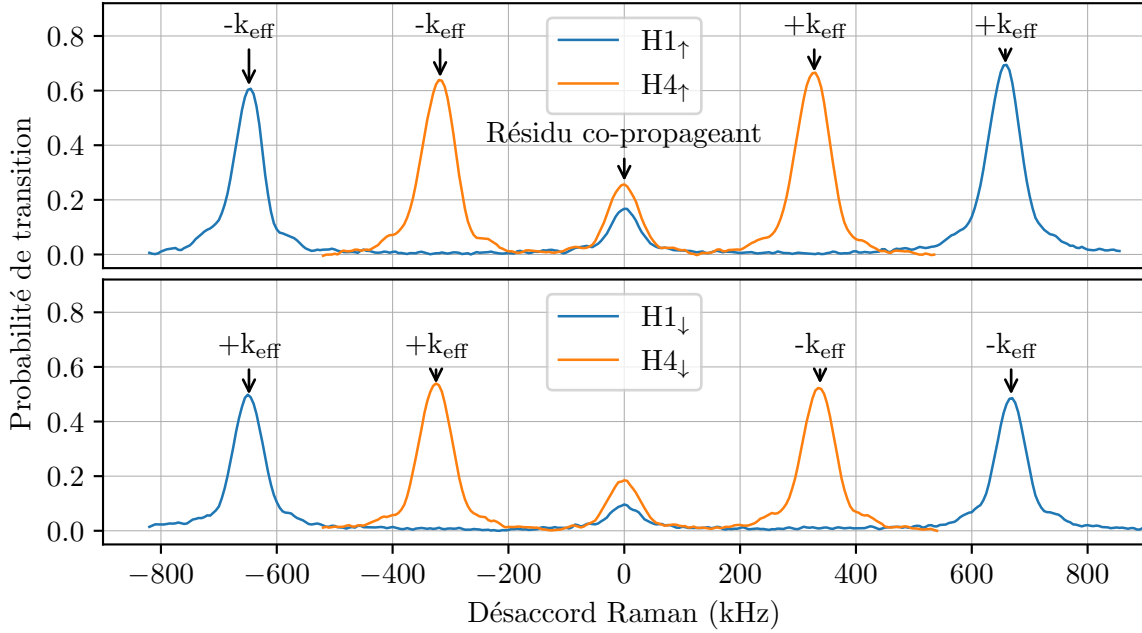 -k_eff -k_eff +k_eff +k_eff
H1↑
H4↑
Résidu co-propageant
0.8
0.6
0.4
0.2
0.0
Probabilité de transition
+k_eff +k_eff -k_eff -k_eff
H1↓
H4↓
0.8
0.6
0.4
0.2
0.0
−800 −600 −400 −200 0 200 400 600 800
Désaccord Raman (kHz)